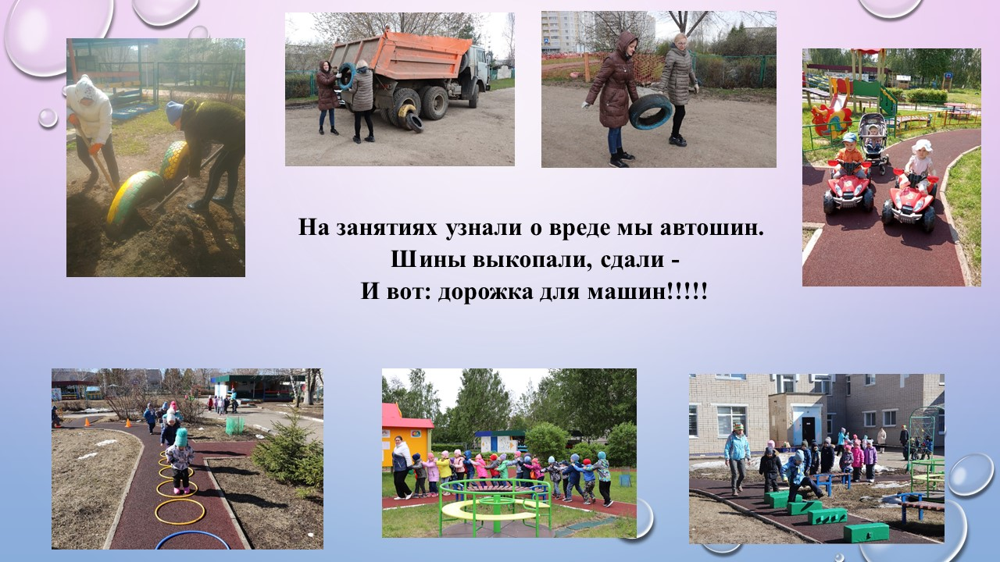 На занятиях узнали о вреде мы автошин.
Шины выкопали, сдали -
И вот: дорожка для машин!!!!!